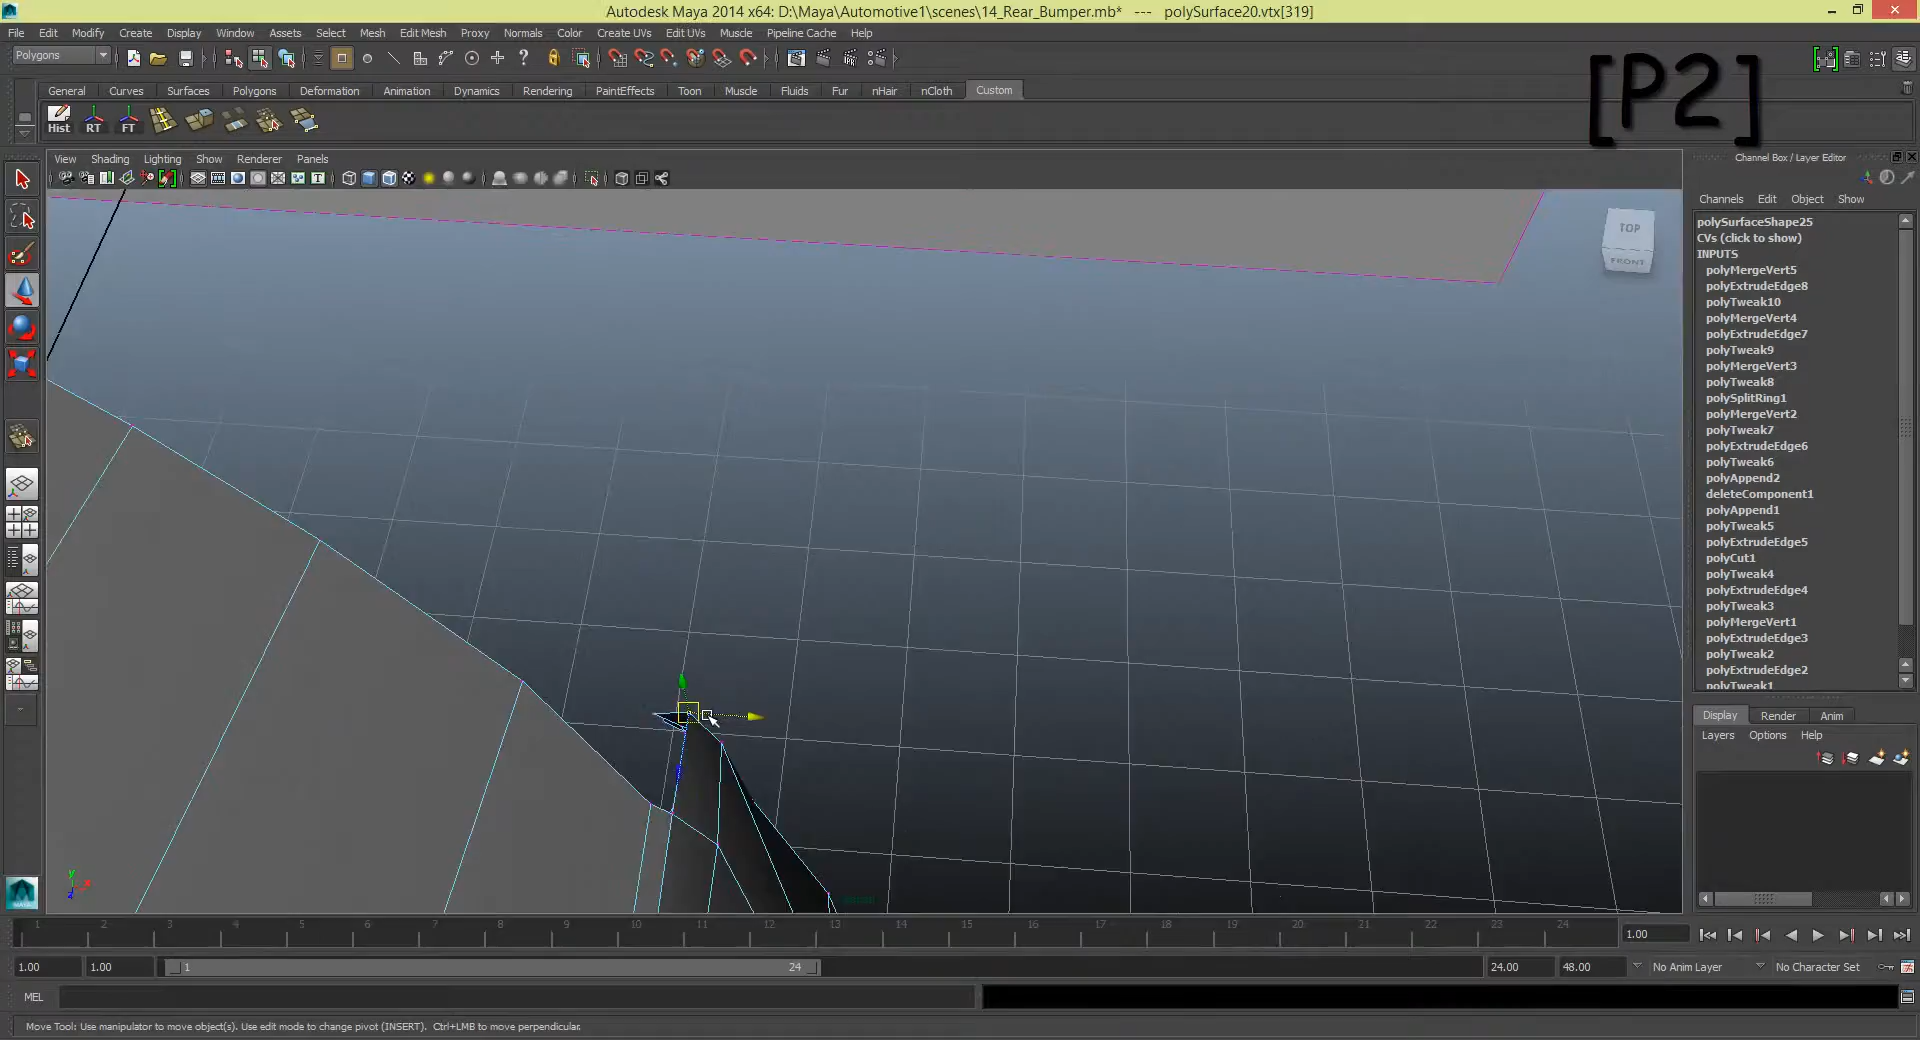 Autodesk Maya 2014 x64: D:\Maya\Automotive1\scenes\14_Rear_Bumper.mb* --- polySurface20.vtx[319]
File Edit Modify Create Display Window Assets Select Mesh Edit Mesh Proxy Normals Color Create UVs Edit UVs Muscle Pipeline Cache Help
Polygons
[P2]
General Curves Surfaces Polygons Deformation Animation Dynamics Rendering PaintEffects Toon Muscle Fluids Fur nHair nCloth Custom
Hist RT FT
View Shading Lighting Show Renderer Panels
Channel Box / Layer Editor
Channels Edit Object Show
polySurfaceShape25
CVs (click to show)
INPUTS
polyMergeVert5
polyExtrudeEdge8
polyTweak10
polyMergeVert4
polyExtrudeEdge7
polyTweak9
polyMergeVert3
polyTweak8
polySplitRing1
polyMergeVert2
polyTweak7
polyExtrudeEdge6
polyTweak6
polyAppend2
deleteComponent1
polyAppend1
polyTweak5
polyExtrudeEdge5
polyCut1
polyTweak4
polyExtrudeEdge4
polyTweak3
polyMergeVert1
polyExtrudeEdge3
polyTweak2
polyExtrudeEdge2
polyTweak1
TOP
FRONT
Display Render Anim
Layers Options Help
y
x
z
1 2 3 4 5 6 7 8 9 10 11 12 13 14 15 16 17 18 19 20 21 22 23 24 1.00
1.00 1.00 1 24 24.00 48.00 No Anim Layer No Character Set
MEL
Move Tool: Use manipulator to move object(s). Use edit mode to change pivot (INSERT). Ctrl+LMB to move perpendicular.